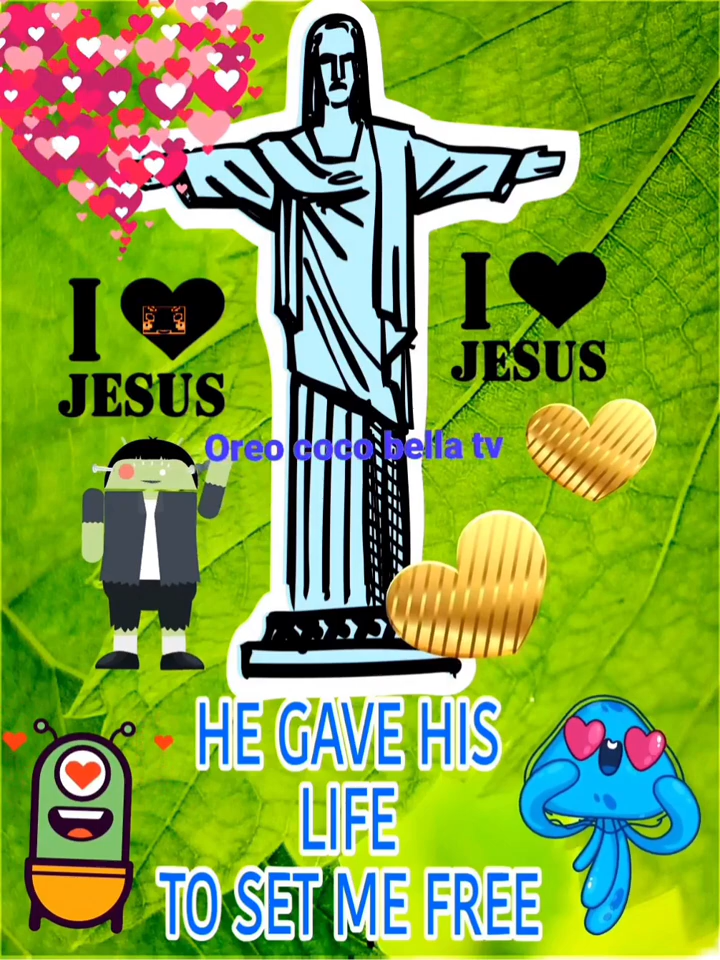 I
JESUS
I
JESUS
Oreo coco bella tv
HE GAVE HIS
LIFE
TO SET ME FREE